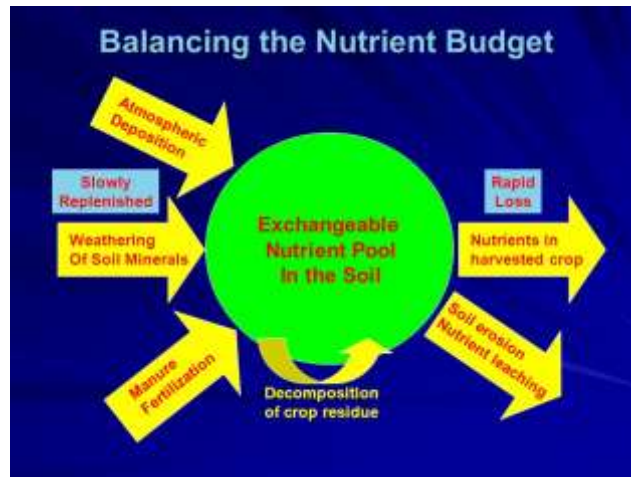 Balancing the Nutrient Budget
Atmospheric
Deposition
Slowly
Replenished
Rapid
Loss
Weathering
Of Soil Minerals
Exchangeable
Nutrient Pool
In the Soil
Nutrients in
harvested crop
Manure
Fertilization
Soil erosion
Nutrient leaching
Decomposition
of crop residue